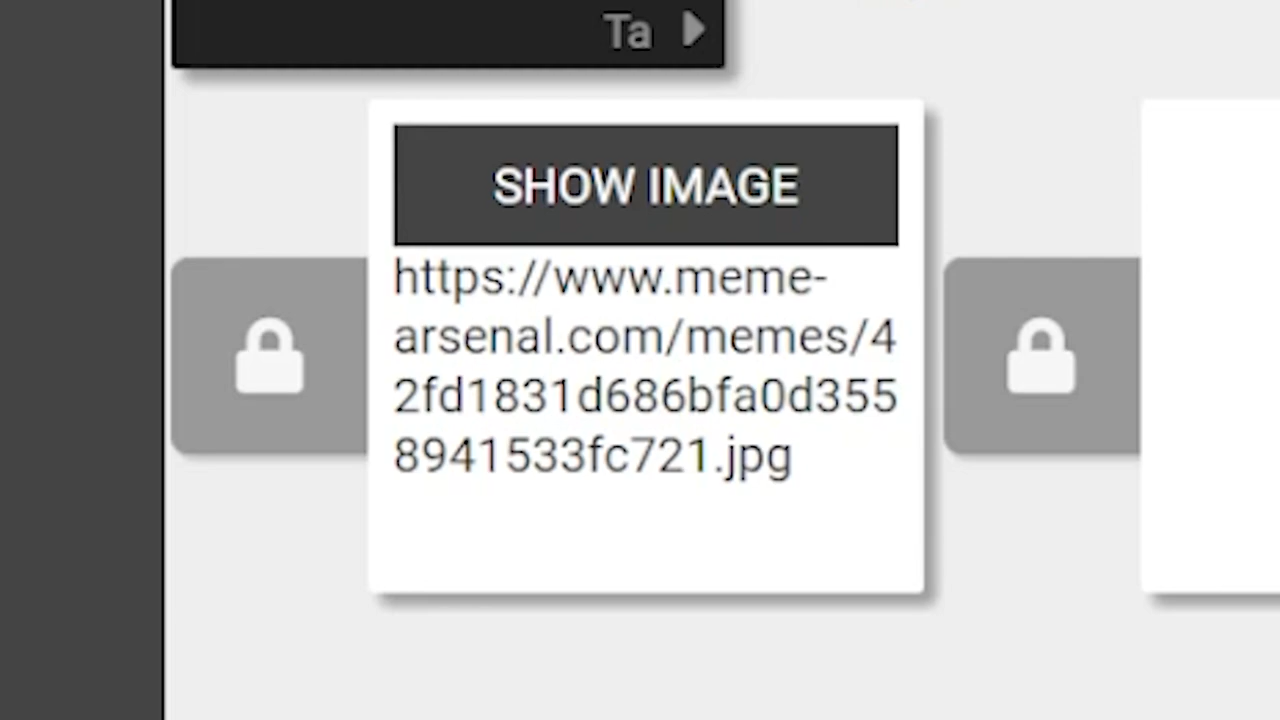 Ta
SHOW IMAGE
https://www.meme-
arsenal.com/memes/4
2fd1831d686bfa0d355
8941533fc721.jpg